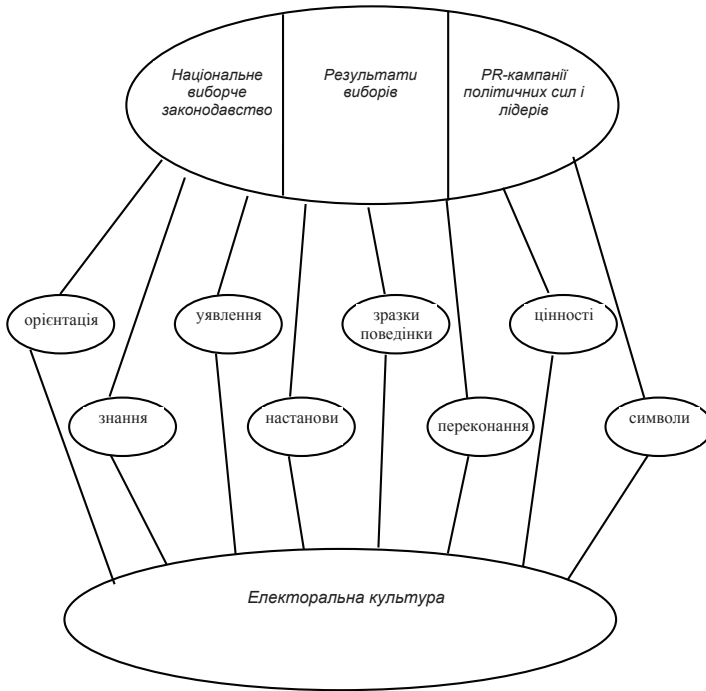 Національне
виборче
законодавство
Результати
виборів
PR-кампанії
політичних сил і
лідерів
орієнтація
уявлення
зразки
поведінки
цінності
знання
настанови
переконання
символи
Електоральна культура